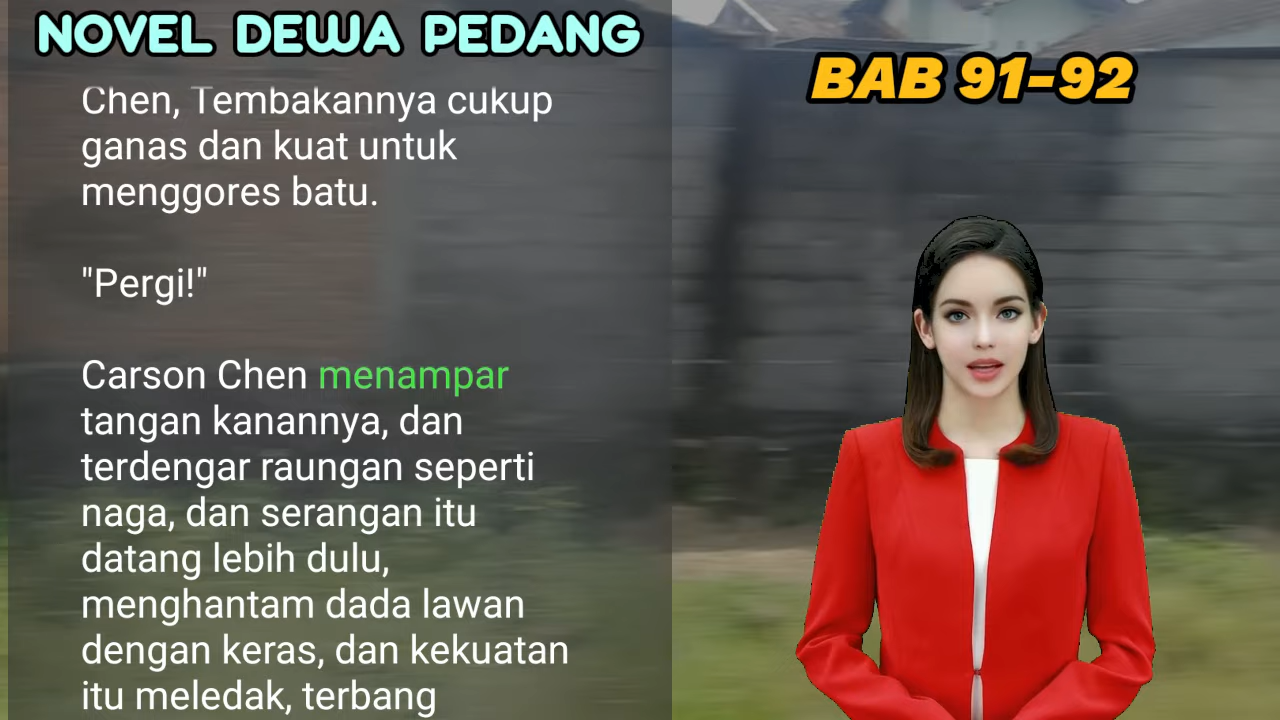 NOVEL DEWA PEDANG
Chen, Tembakannya cukup
ganas dan kuat untuk
menggores batu.
"Pergi!"
Carson Chen menampar
tangan kanannya, dan
terdengar raungan seperti
naga, dan serangan itu
datang lebih dulu,
menghantam dada lawan
dengan keras, dan kekuatan
itu meledak, terbang
BAB 91-92